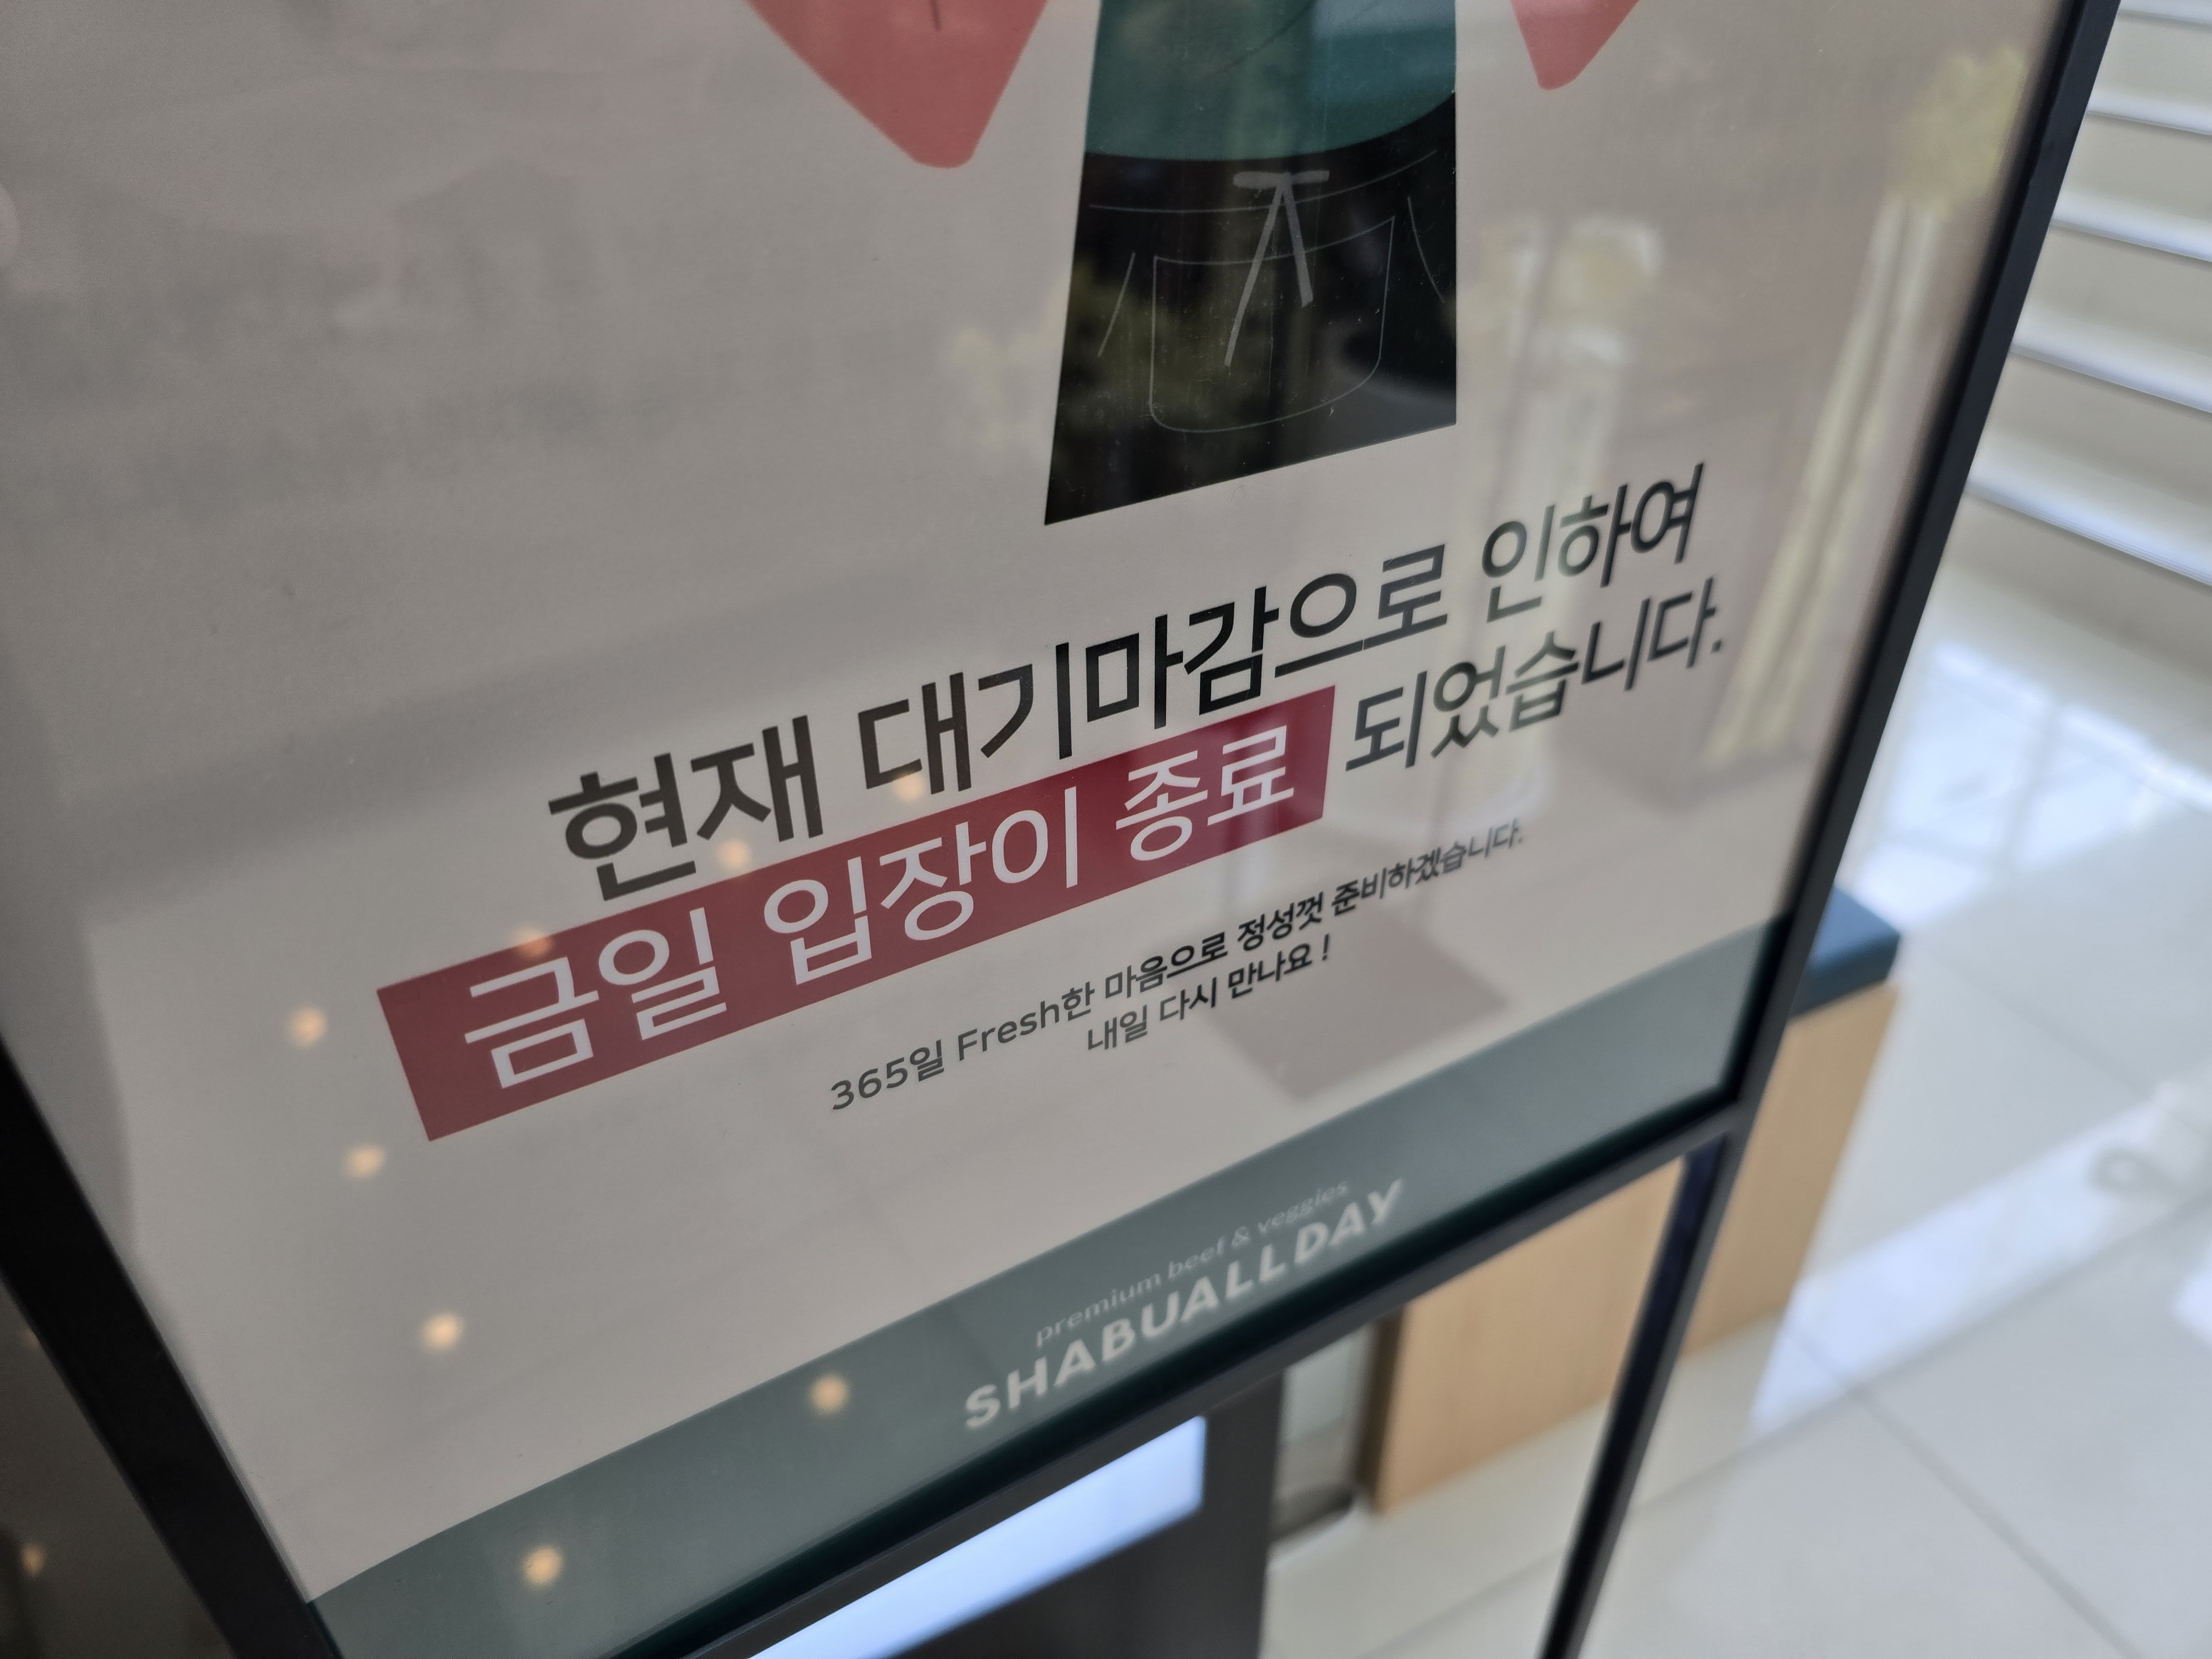 현재 대기마감으로 인하여
금일 입장이 종료 되었습니다.
365일 Fresh한 마음으로 정성껏 준비하겠습니다.
내일 다시 만나요 !
premium beef & veggies
SHABUALLDAY